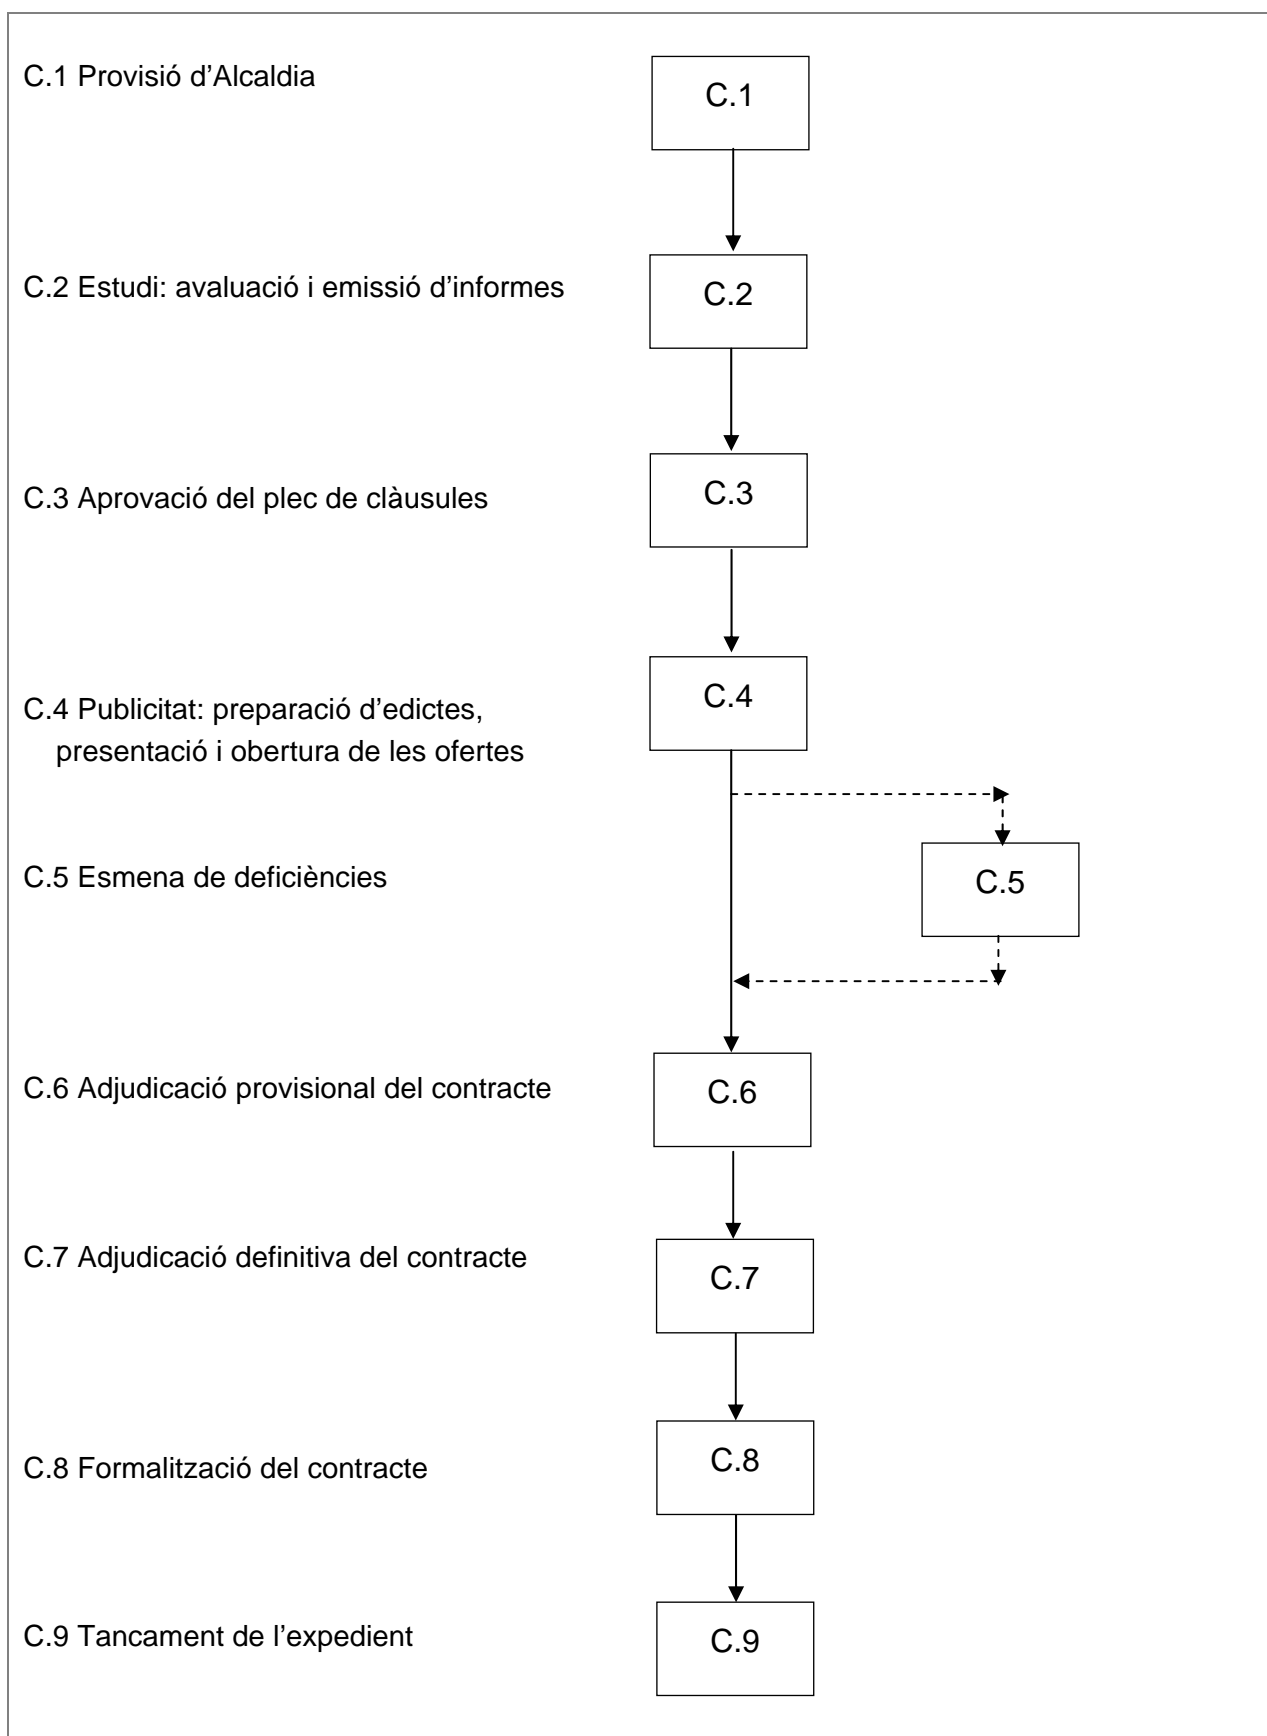 C.1 Provisió d’Alcaldia
C.1
C.2 Estudi: avaluació i emissió d’informes
C.2
C.3 Aprovació del plec de clàusules
C.3
C.4 Publicitat: preparació d’edictes,
presentació i obertura de les ofertes
C.4
C.5 Esmena de deficiències
C.5
C.6 Adjudicació provisional del contracte
C.6
C.7 Adjudicació definitiva del contracte
C.7
C.8 Formalització del contracte
C.8
C.9 Tancament de l’expedient
C.9